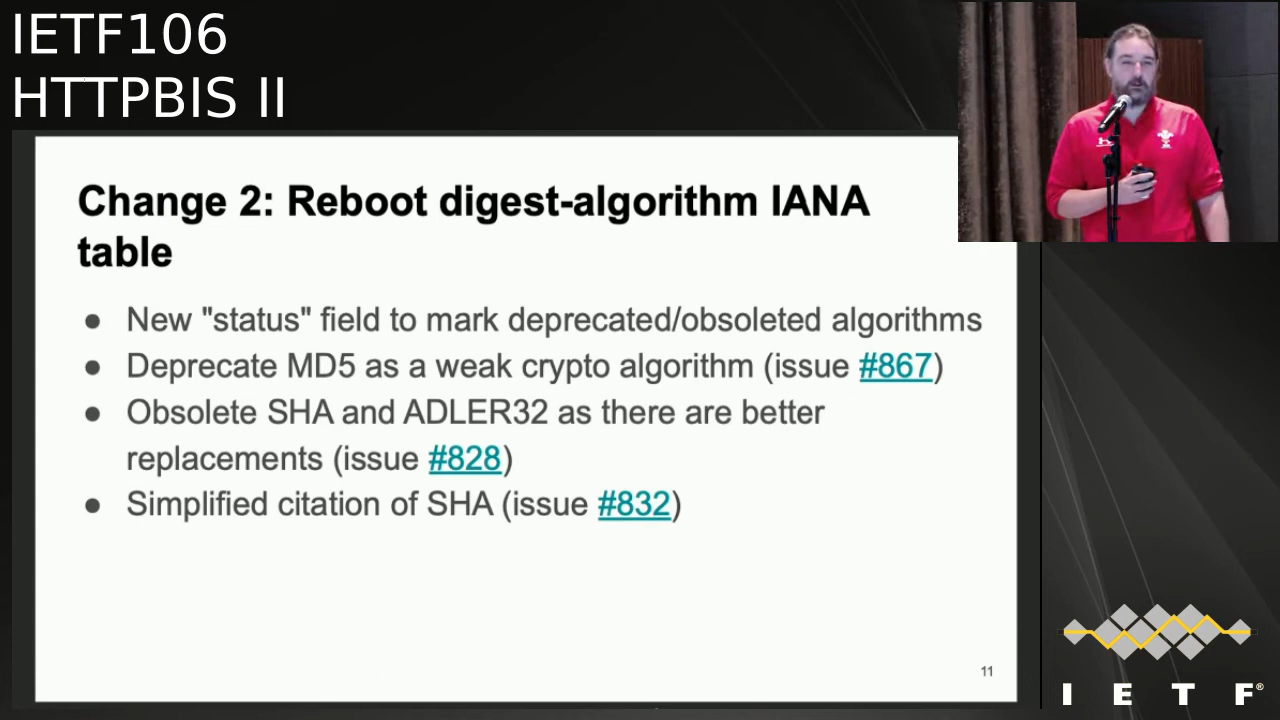 IETF106
HTTPBIS II
Change 2: Reboot digest-algorithm IANA
table
● New "status" field to mark deprecated/obsoleted algorithms
● Deprecate MD5 as a weak crypto algorithm (issue #867)
● Obsolete SHA and ADLER32 as there are better
replacements (issue #828)
● Simplified citation of SHA (issue #832)
11
I E T F®